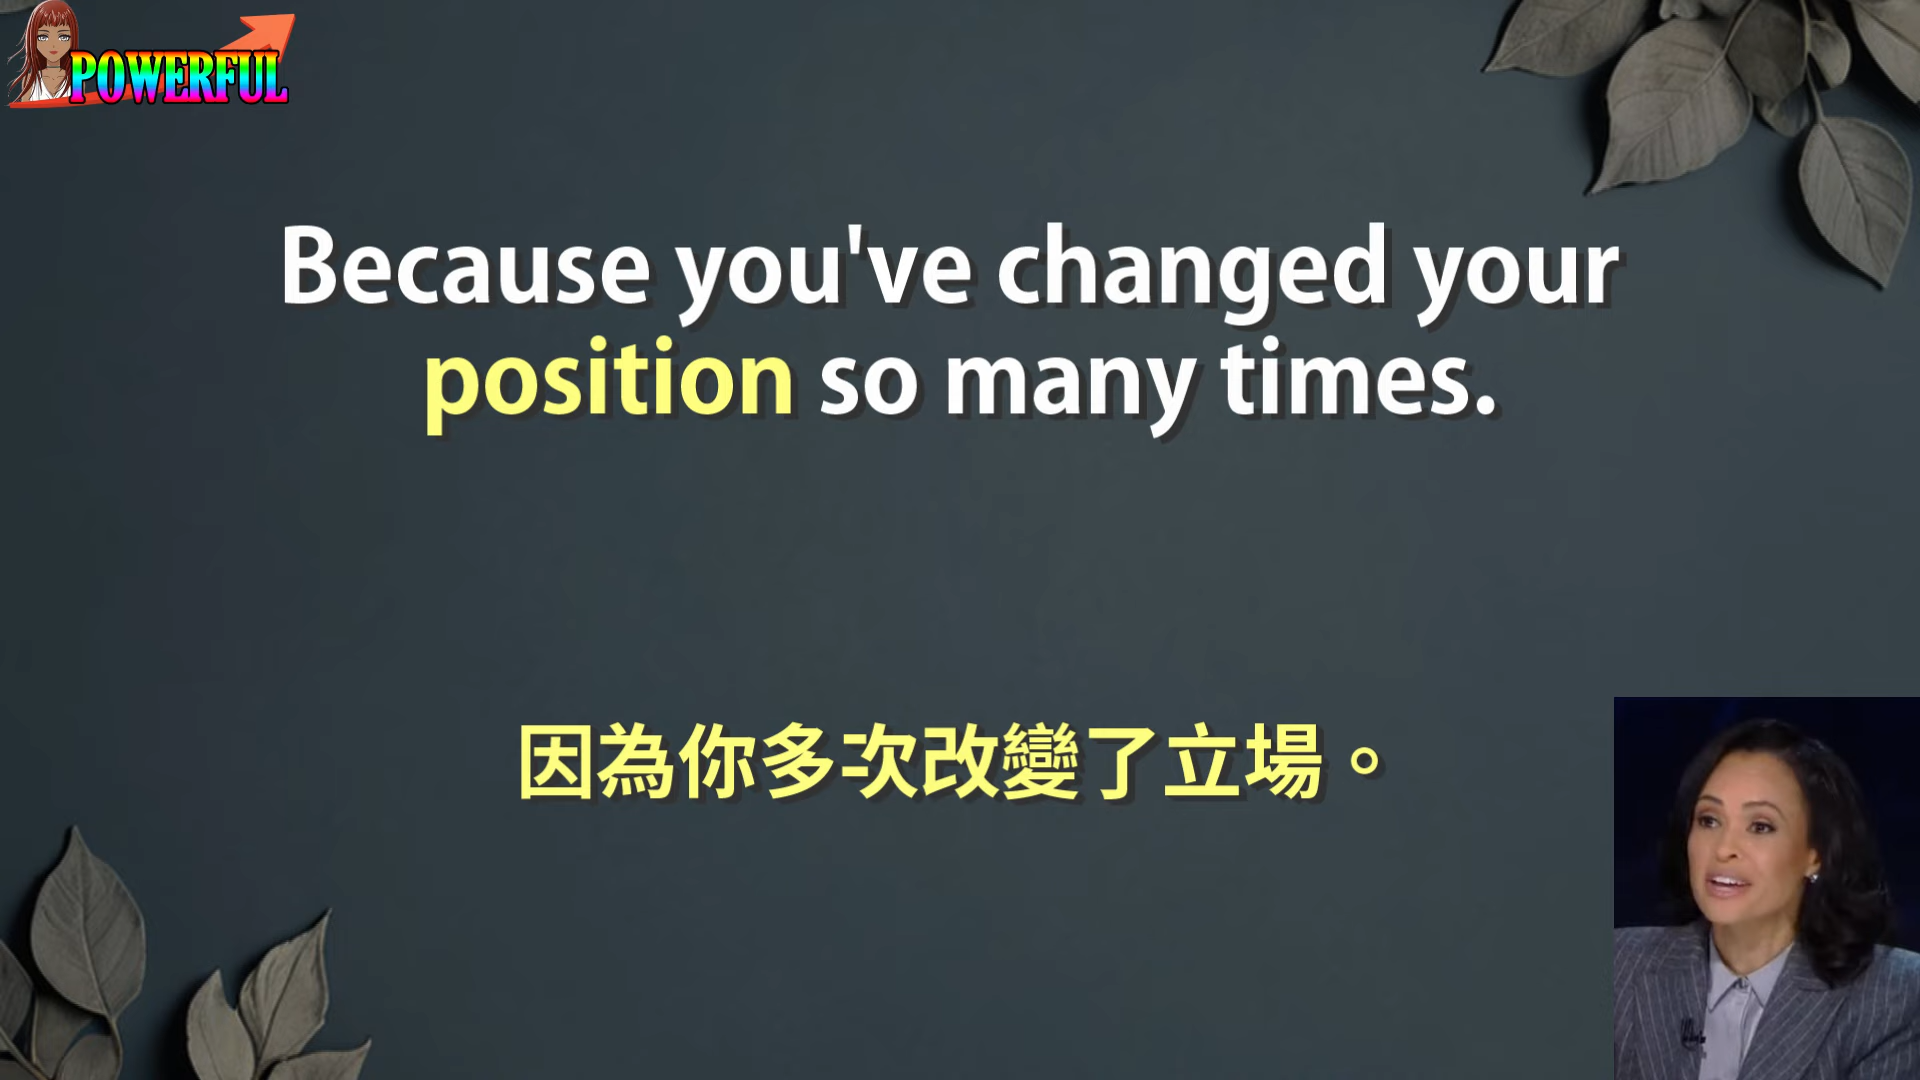 POWERFUL
Because you've changed your
position so many times.
因為你多次改變了立場。